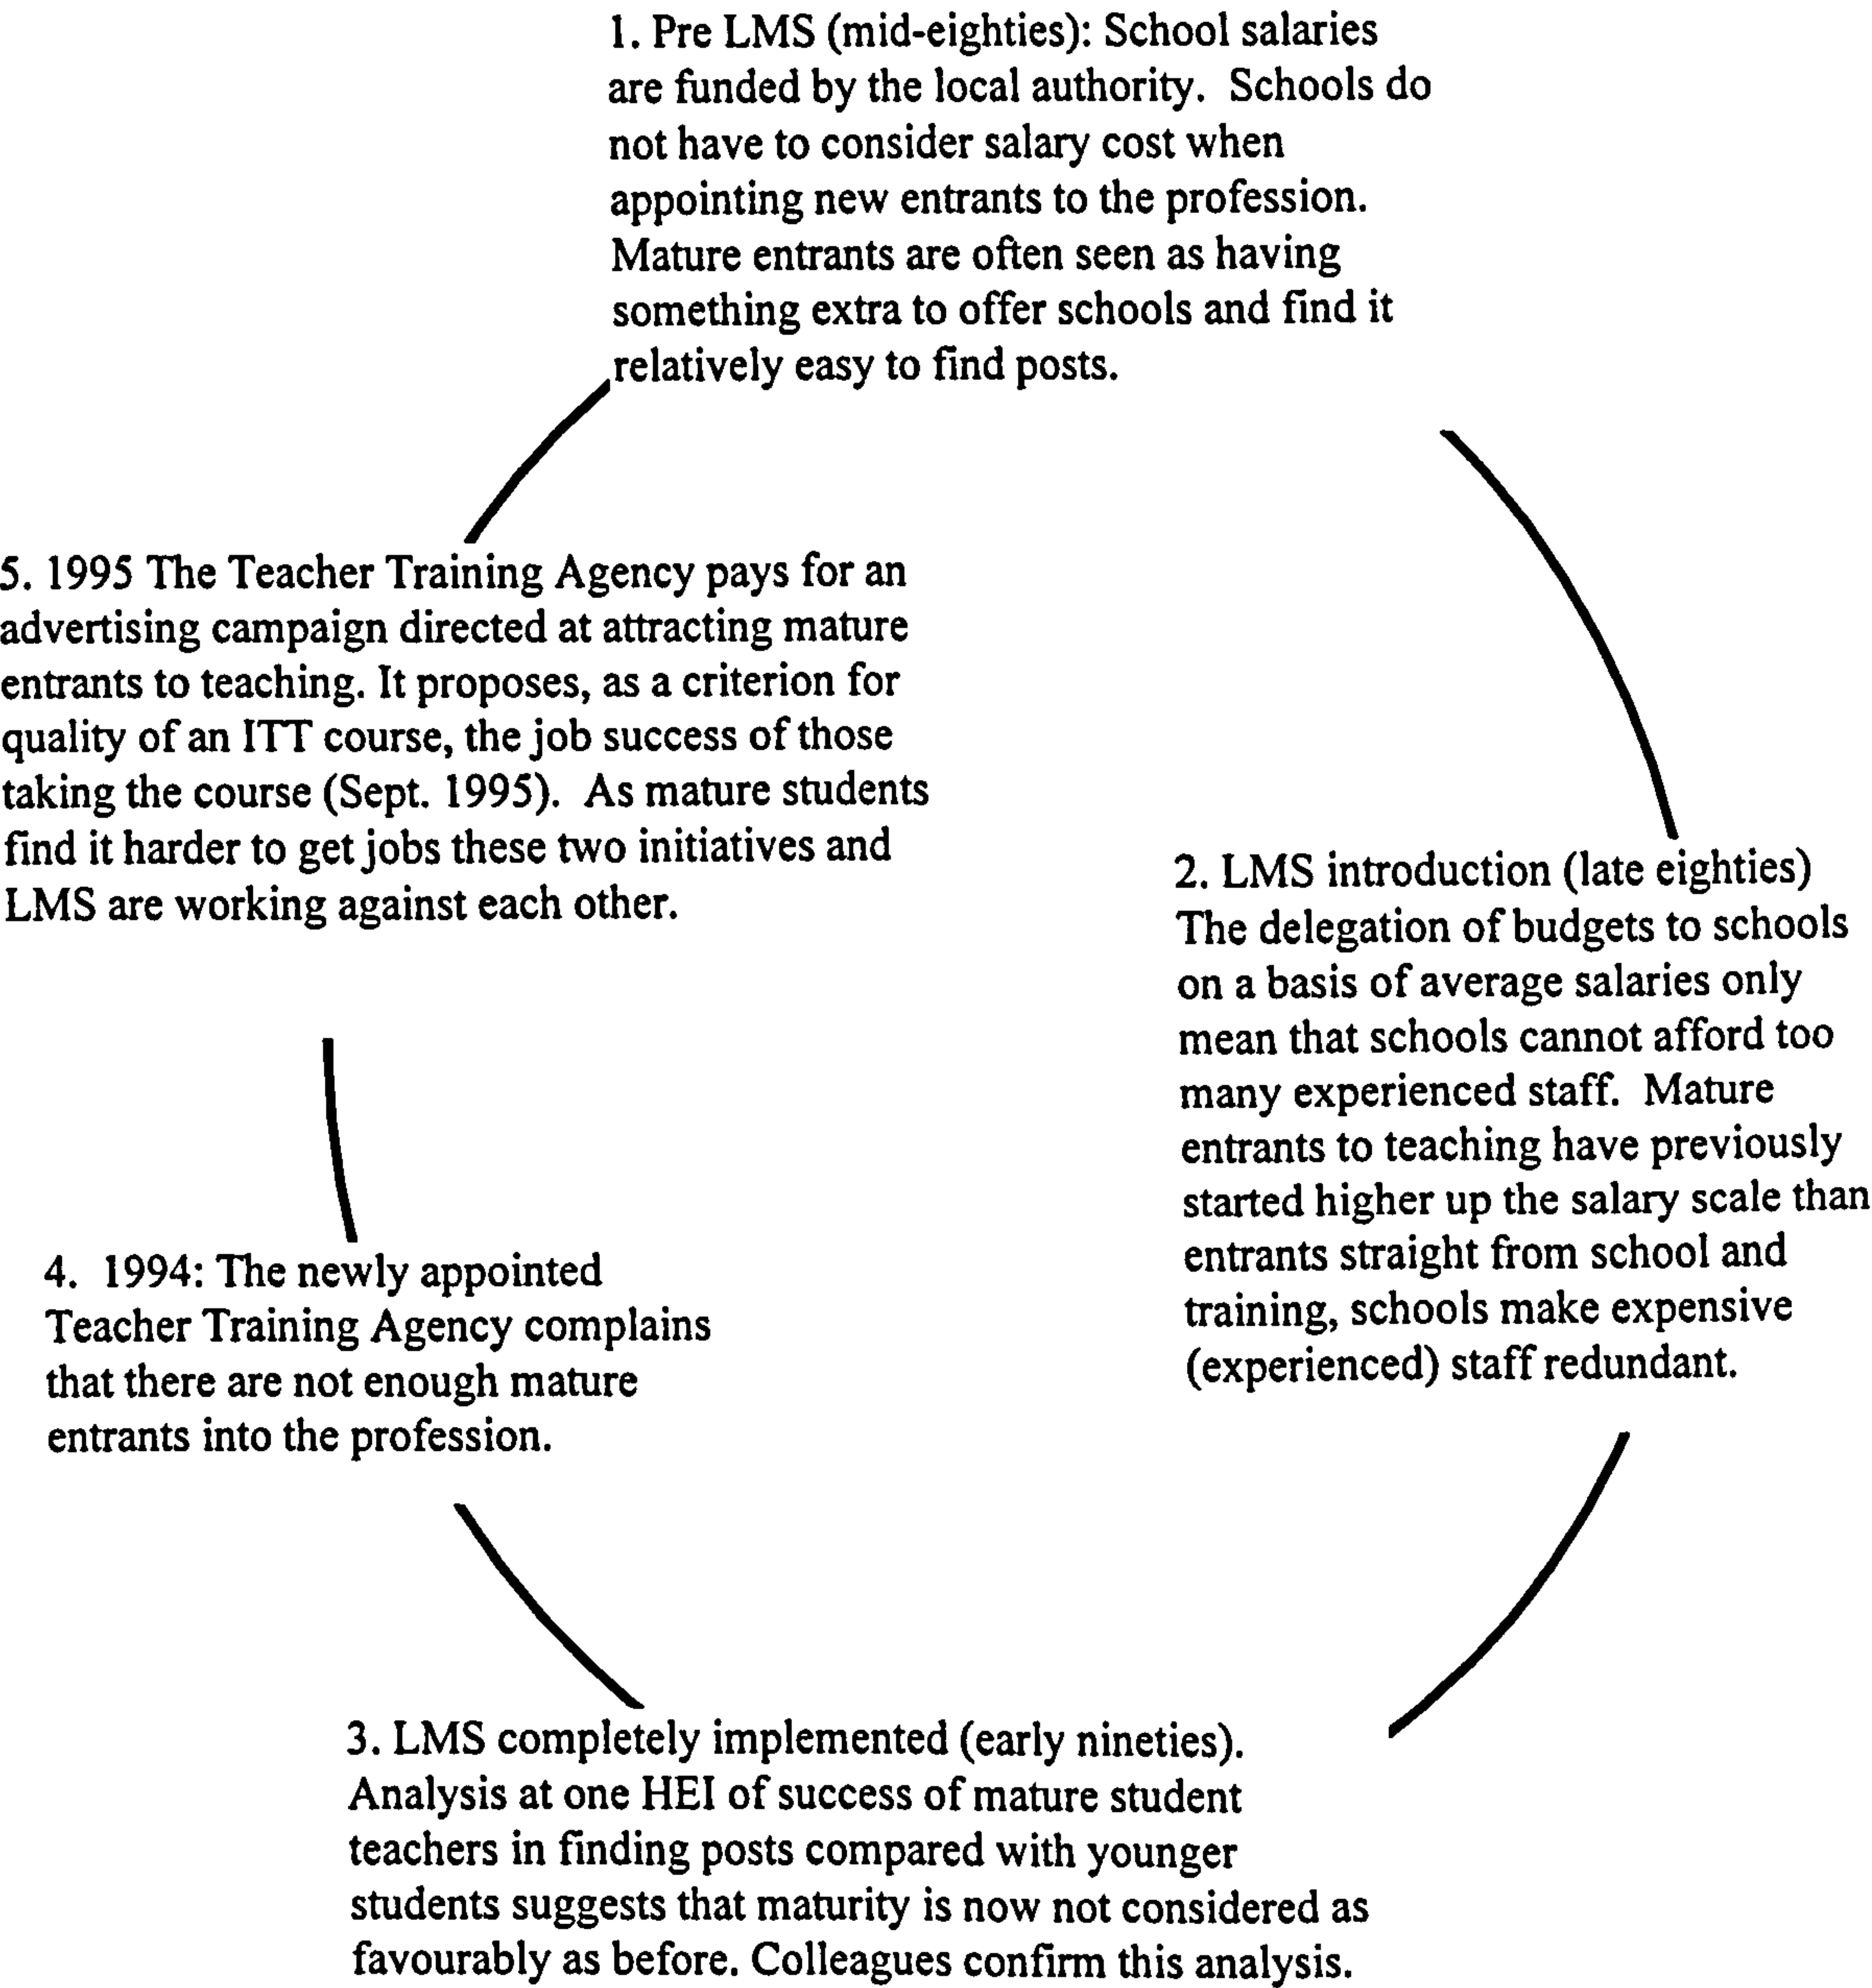 1. Pre LMS (mid-eighties): School salaries
are funded by the local authority. Schools do
not have to consider salary cost when
appointing new entrants to the profession.
Mature entrants are often seen as having
something extra to offer schools and find it
relatively easy to find posts.
2. LMS introduction (late eighties)
The delegation of budgets to schools
on a basis of average salaries only
mean that schools cannot afford too
many experienced staff. Mature
entrants to teaching have previously
started higher up the salary scale than
entrants straight from school and
training, schools make expensive
(experienced) staff redundant.
3. LMS completely implemented (early nineties).
Analysis at one HEI of success of mature student
teachers in finding posts compared with younger
students suggests that maturity is now not considered as
favourably as before. Colleagues confirm this analysis.
4. 1994: The newly appointed
Teacher Training Agency complains
that there are not enough mature
entrants into the profession.
5. 1995 The Teacher Training Agency pays for an
advertising campaign directed at attracting mature
entrants to teaching. It proposes, as a criterion for
quality of an ITT course, the job success of those
taking the course (Sept. 1995). As mature students
find it harder to get jobs these two initiatives and
LMS are working against each other.